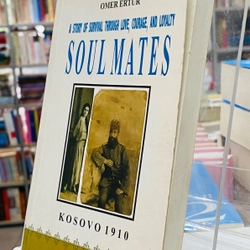 OMER ERTUR
A STORY OF SURVIVAL THROUGH LOVE, COURAGE, AND LOYALTY
SOUL MATES
KOSOVO 1910